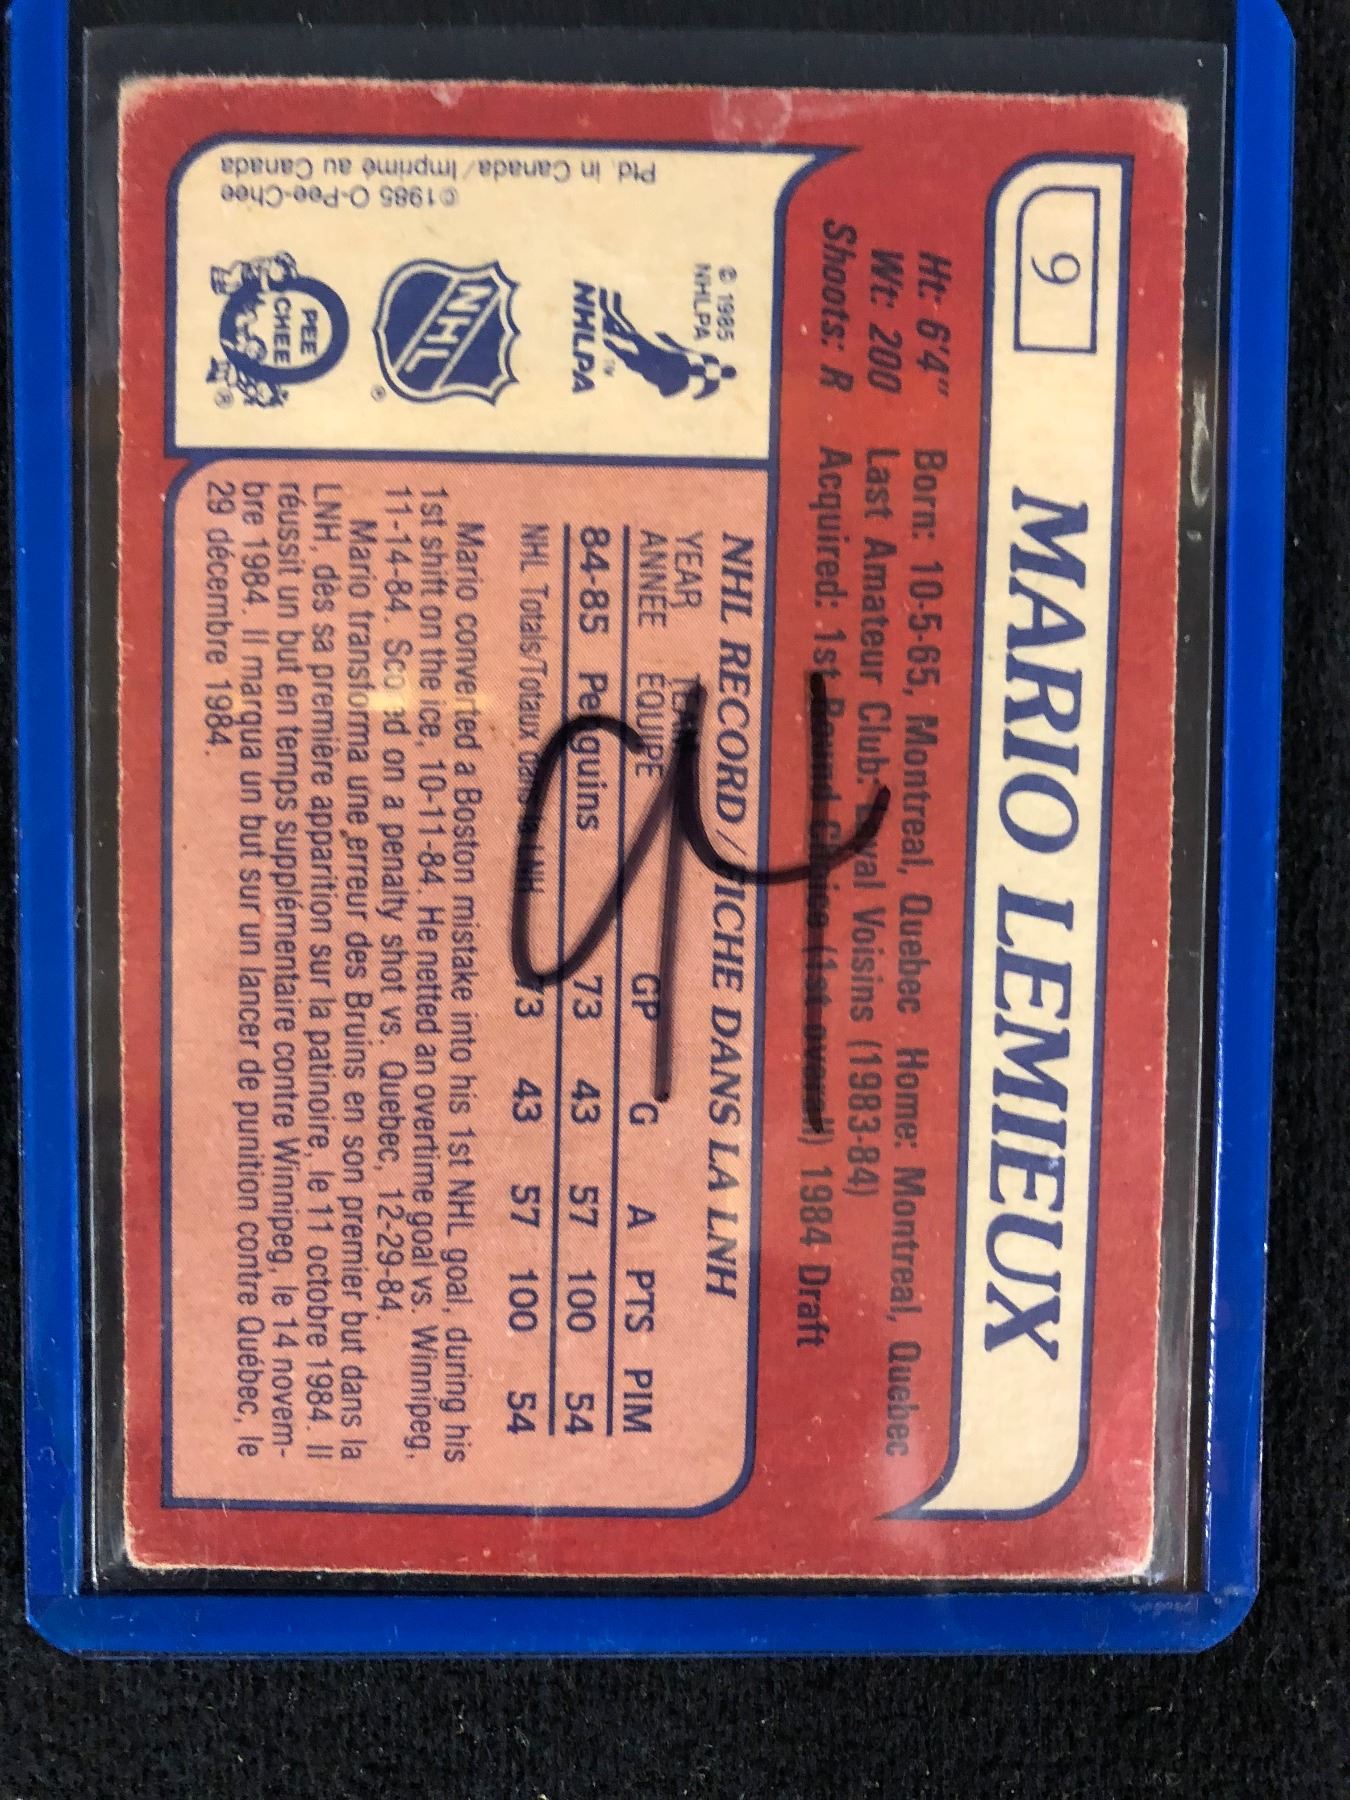 9
MARIO LEMIEUX
Ht: 6'4" Born: 10-5-65, Montreal, Quebec Home: Montreal, Quebec
Wt: 200 Last Amateur Club: Laval Voisins (1983-84)
Shoots: R Acquired: 1st Round Choice (1st overall) 1984 Draft
NHL RECORD / FICHE DANS LA LNH
YEAR TEAM
ANNEE EQUIPE GP G A PTS PIM
84-85 Penguins 73 43 57 100 54
NHL Totals/Totaux dans la LNH 73 43 57 100 54
Mario converted a Boston mistake into his 1st NHL goal, during his
1st shift on the ice, 10-11-84. He netted an overtime goal vs. Winnipeg,
11-14-84. Scored on a penalty shot vs. Quebec, 12-29-84.
Mario transforma une erreur des Bruins en son premier but dans la
LNH, dès sa première apparition sur la patinoire, le 11 octobre 1984. Il
réussit un but en temps supplémentaire contre Winnipeg, le 14 novem-
bre 1984. Il marqua un but sur un lancer de punition contre Québec, le
29 décembre 1984.
© 1985
NHLPA
NHLPA TM
NHL ®
O PEE
CHEE ®
©1985 O-Pee-Chee
Ptd. in Canada/Imprimé au Canada